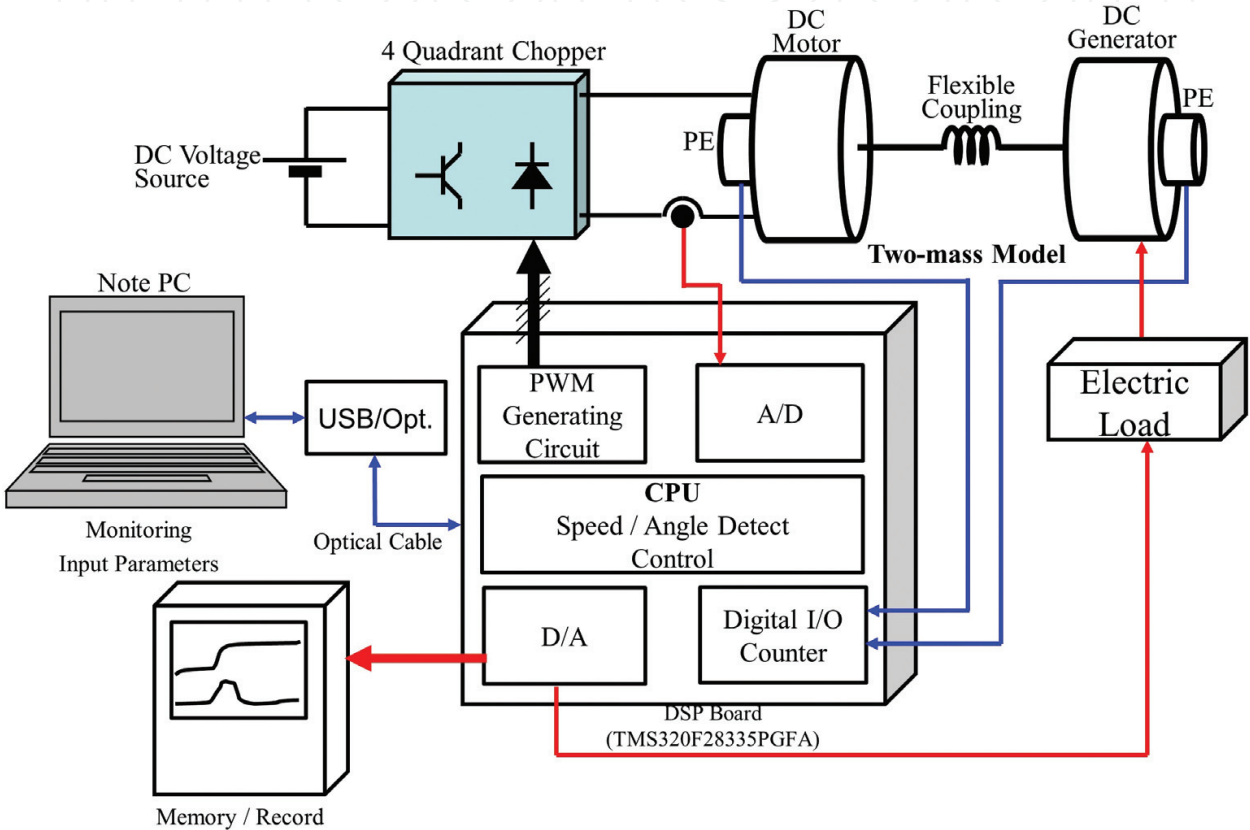 DC
Motor
DC
Generator
4 Quadrant Chopper
Flexible
Coupling
PE
PE
DC Voltage
Source
Two-mass Model
Note PC
USB/Opt.
PWM
Generating
Circuit
A/D
Electric
Load
CPU
Speed / Angle Detect
Control
Monitoring
Input Parameters
Optical Cable
D/A
Digital I/O
Counter
DSP Board
(TMS320F28335PGFA)
Memory / Record